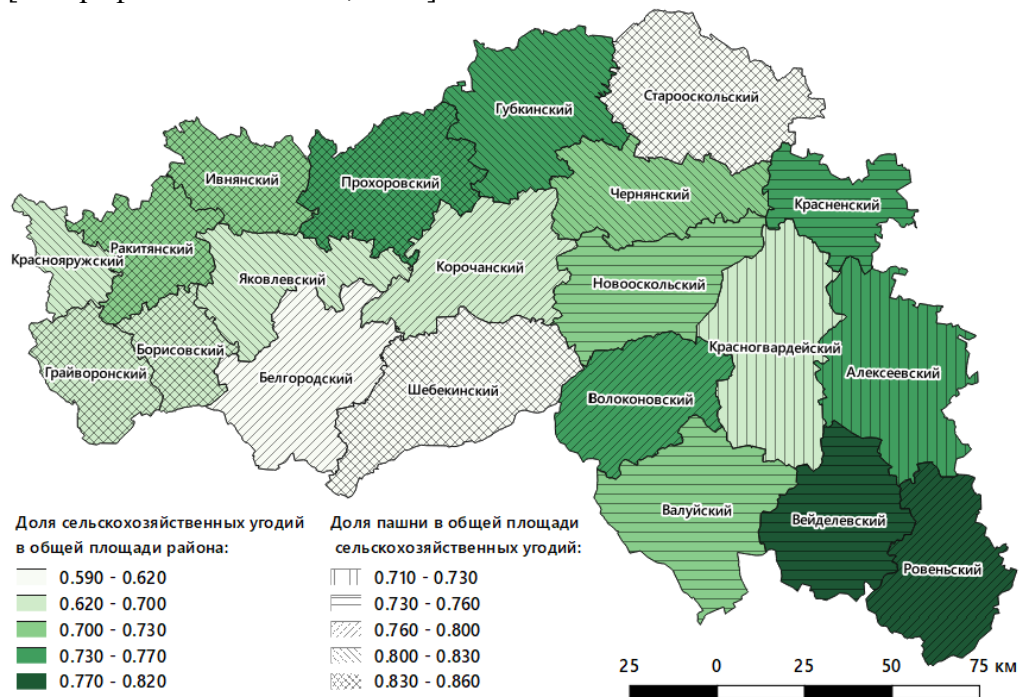 Старооскольский
Губкинский
Ивнянский
Прохоровский
Чернянский
Красненский
Ракитянский
Краснояружский
Яковлевский
Корочанский
Новооскольский
Красногвардейский
Борисовский
Грайворонский
Белгородский
Шебекинский
Волоконовский
Алексеевский
Валуйский
Вейделевский
Ровеньский
Доля сельскохозяйственных угодий
в общей площади района:
0.590 - 0.620
0.620 - 0.700
0.700 - 0.730
0.730 - 0.770
0.770 - 0.820
Доля пашни в общей площади
сельскохозяйственных угодий:
0.710 - 0.730
0.730 - 0.760
0.760 - 0.800
0.800 - 0.830
0.830 - 0.860
25 0 25 50 75 км